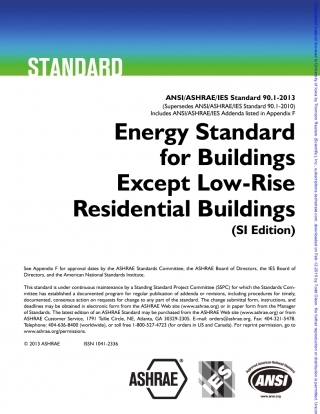 STANDARD
ANSI/ASHRAE/IES Standard 90.1-2013
(Supersedes ANSI/ASHRAE/IES Standard 90.1-2010)
Includes ANSI/ASHRAE/IES Addenda listed in Appendix F
Energy Standard
for Buildings
Except Low-Rise
Residential Buildings
(SI Edition)
See Appendix F for approval dates by the ASHRAE Standards Committee, the ASHRAE Board of Directors, the IES Board of
Directors, and the American National Standards Institute.
This standard is under continuous maintenance by a Standing Standard Project Committee (SSPC) for which the Standards Com-
mittee has established a documented program for regular publication of addenda or revisions, including procedures for timely,
documented, consensus action on requests for change to any part of the standard. The change submittal form, instructions, and
deadlines may be obtained in electronic form from the ASHRAE Web site (www.ashrae.org) or in paper form from the Manager
of Standards. The latest edition of an ASHRAE Standard may be purchased from the ASHRAE Web site (www.ashrae.org) or from
ASHRAE Customer Service, 1791 Tullie Circle, NE, Atlanta, GA 30329-2305. E-mail: orders@ashrae.org. Fax: 404-321-5478.
Telephone: 404-636-8400 (worldwide), or toll free 1-800-527-4723 (for orders in US and Canada). For reprint permission, go to
www.ashrae.org/permissions.
© 2013 ASHRAE ISSN 1041-2336
ASHRAE
IES
ANSI
www.ansi.org